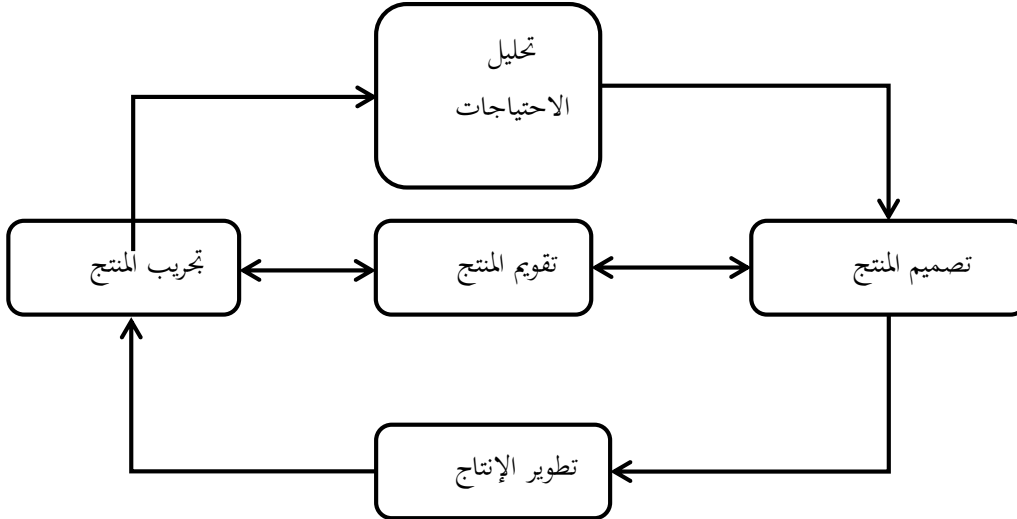 تحليل
الاحتياجات
تصميم المنتج
تقويم المنتج
تجريب المنتج
تطوير الإنتاج